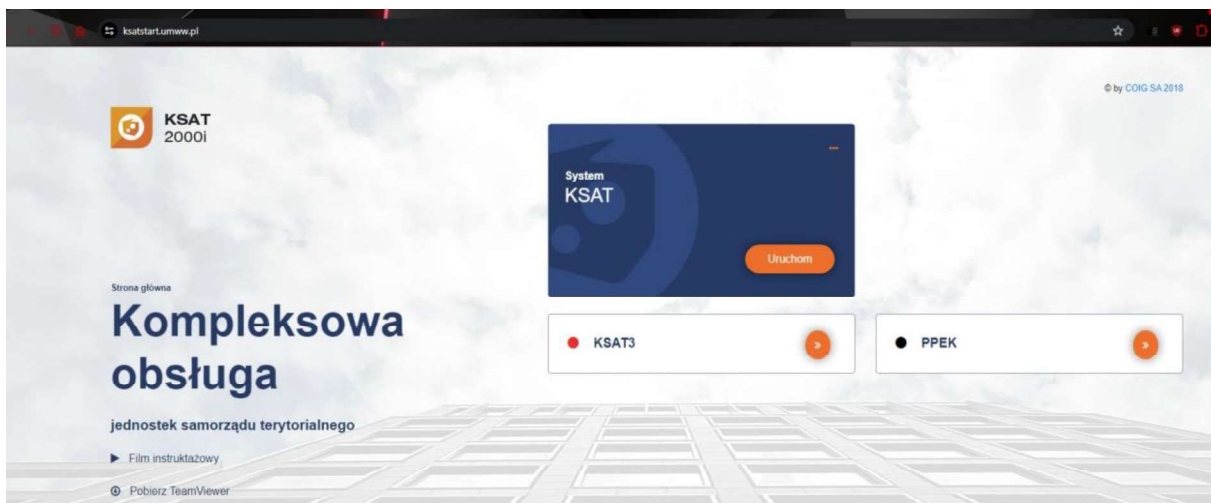 ksatstart.umww.pl
© by COIG SA 2018
KSAT
2000i
System
KSAT
Uruchom
Strona główna
Kompleksowa
obsługa
jednostek samorządu terytorialnego
Film instruktażowy
Pobierz TeamViewer
KSAT3
PPEK